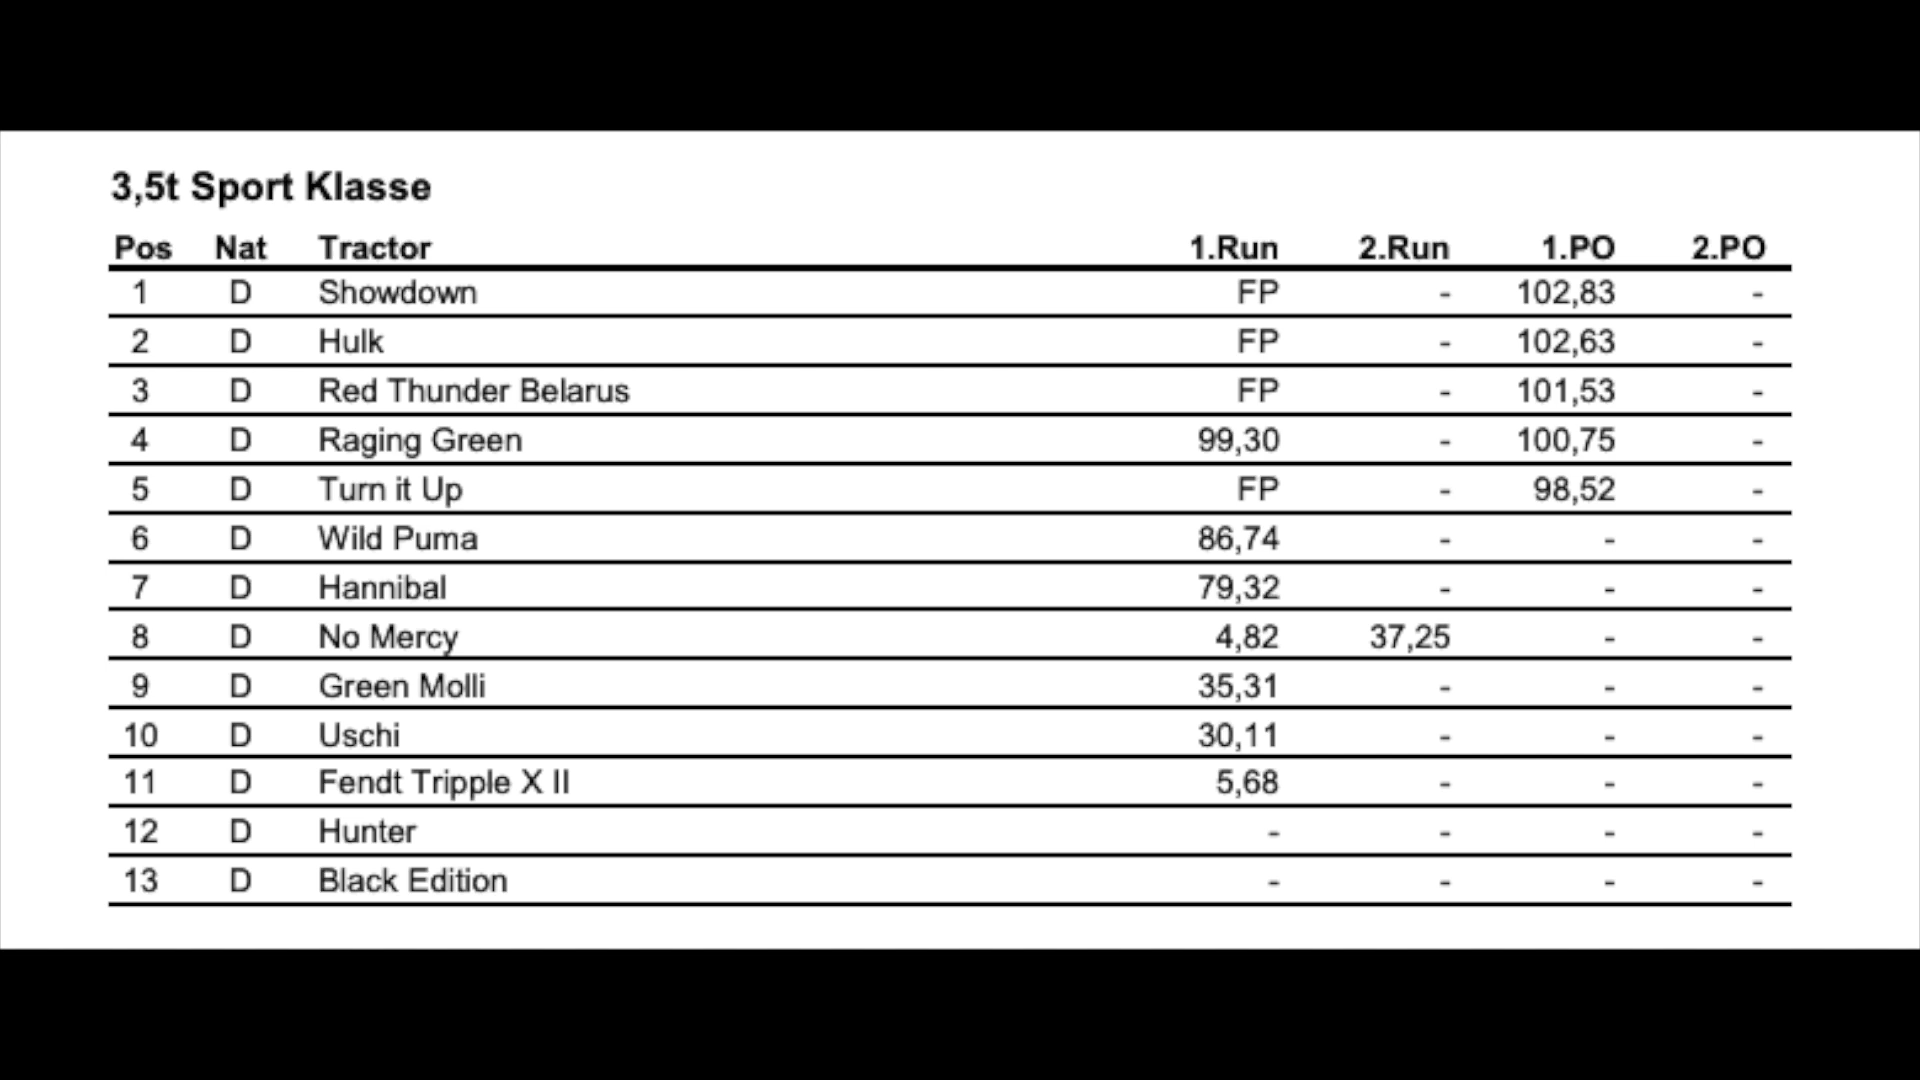 3,5t Sport Klasse
Pos Nat Tractor 1.Run 2.Run 1.PO 2.PO
1 D Showdown FP - 102,83 -
2 D Hulk FP - 102,63 -
3 D Red Thunder Belarus FP - 101,53 -
4 D Raging Green 99,30 - 100,75 -
5 D Turn it Up FP - 98,52 -
6 D Wild Puma 86,74 - - -
7 D Hannibal 79,32 - - -
8 D No Mercy 4,82 37,25 - -
9 D Green Molli 35,31 - - -
10 D Uschi 30,11 - - -
11 D Fendt Tripple X II 5,68 - - -
12 D Hunter - - - -
13 D Black Edition - - - -